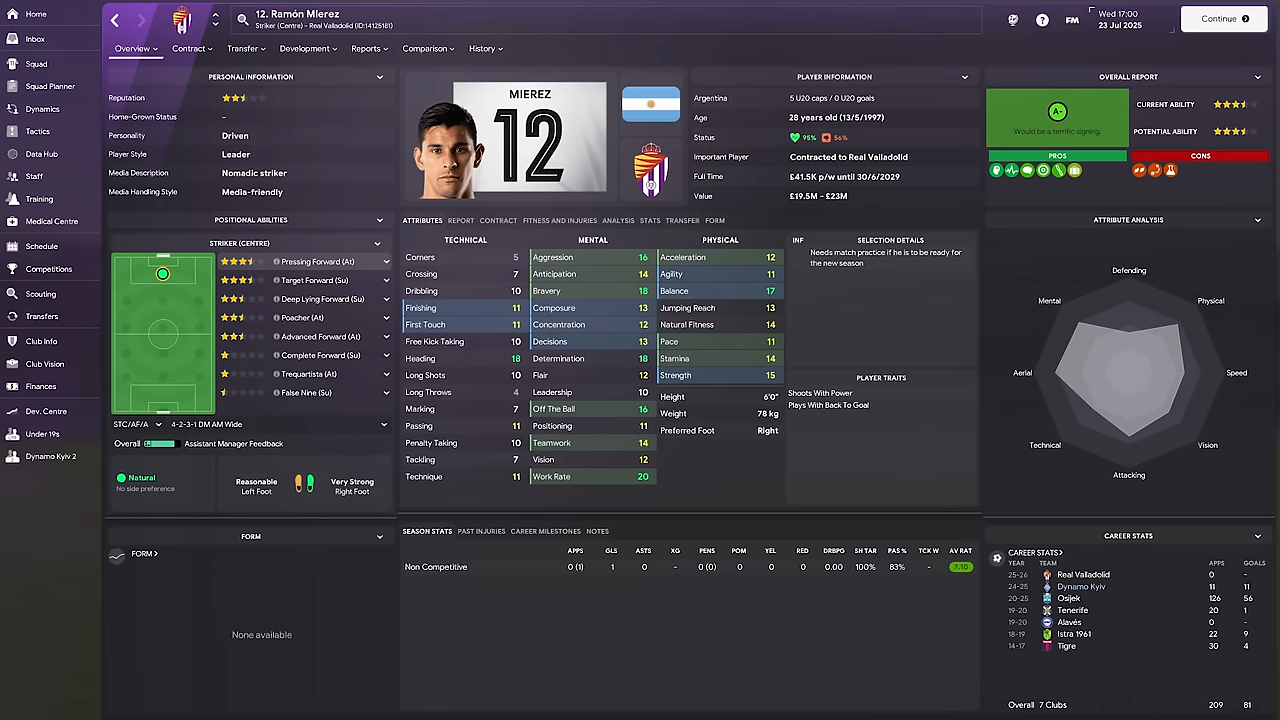 Home
Inbox
Squad
Squad Planner
Dynamics
Tactics
Data Hub
Staff
Training
Medical Centre
Schedule
Competitions
Scouting
Transfers
Club Info
Club Vision
Finances
Dev. Centre
Under 19s
Dynamo Kyiv 2
12. Ramón Mierez
Striker (Centre) - Real Valladolid (ID:14125181)
FM
Wed 17:00
23 Jul 2025
Continue
Overview Contract Transfer Development Reports Comparison History
PERSONAL INFORMATION
Reputation
Home-Grown Status -
Personality Driven
Player Style Leader
Media Description Nomadic striker
Media Handling Style Media-friendly
MIEREZ
12
PLAYER INFORMATION
Argentina 5 U20 caps / 0 U20 goals
Age 28 years old (13/5/1997)
Status 95% 56%
Important Player Contracted to Real Valladolid
Full Time £41.5K p/w until 30/6/2029
Value £19.5M - £23M
OVERALL REPORT
A-
Would be a terrific signing.
CURRENT ABILITY
POTENTIAL ABILITY
PROS CONS
POSITIONAL ABILITIES
STRIKER (CENTRE)
Pressing Forward (At)
Target Forward (Su)
Deep Lying Forward (Su)
Poacher (At)
Advanced Forward (At)
Complete Forward (Su)
Trequartista (At)
False Nine (Su)
STC/AF/A 4-2-3-1 DM AM Wide
Overall Assistant Manager Feedback
Natural
No side preference
Reasonable
Left Foot
Very Strong
Right Foot
ATTRIBUTES REPORT CONTRACT FITNESS AND INJURIES ANALYSIS STATS TRANSFER FORM
TECHNICAL MENTAL PHYSICAL
Corners 5 Aggression 16 Acceleration 12
Crossing 7 Anticipation 14 Agility 11
Dribbling 10 Bravery 18 Balance 17
Finishing 11 Composure 13 Jumping Reach 13
First Touch 11 Concentration 12 Natural Fitness 14
Free Kick Taking 10 Decisions 13 Pace 11
Heading 18 Determination 18 Stamina 14
Long Shots 10 Flair 12 Strength 15
Long Throws 4 Leadership 10 Height 6'0"
Marking 7 Off The Ball 16 Weight 78 kg
Passing 11 Positioning 11 Preferred Foot Right
Penalty Taking 10 Teamwork 14
Tackling 7 Vision 12
Technique 11 Work Rate 20
INF SELECTION DETAILS
Needs match practice if he is to be ready for
the new season
PLAYER TRAITS
Shoots With Power
Plays With Back To Goal
ATTRIBUTE ANALYSIS
Defending
Mental Physical
Aerial Speed
Technical Vision
Attacking
FORM
FORM >
None available
SEASON STATS PAST INJURIES CAREER MILESTONES NOTES
APPS GLS ASTS XG PENS POM YEL RED DRBPG SH TAR PAS % TCK W AV RAT
Non Competitive 0 (1) 1 0 - 0 (0) 0 0 0 0.00 100% 83% - 7.10
CAREER STATS
CAREER STATS >
YEAR TEAM APPS GOALS
25-26 Real Valladolid 0 -
24-25 Dynamo Kyiv 11 11
20-25 Osijek 126 56
19-20 Tenerife 20 1
19-20 Alavés 0 -
18-19 Istra 1961 22 9
14-17 Tigre 30 4
Overall 7 Clubs 209 81